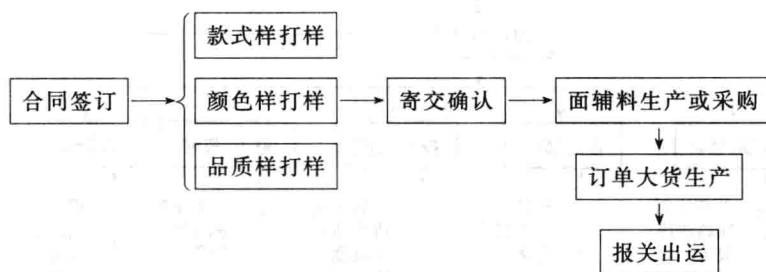 款式样打样
合同签订
颜色样打样
寄交确认
面辅料生产或采购
品质样打样
订单大货生产
报关出运